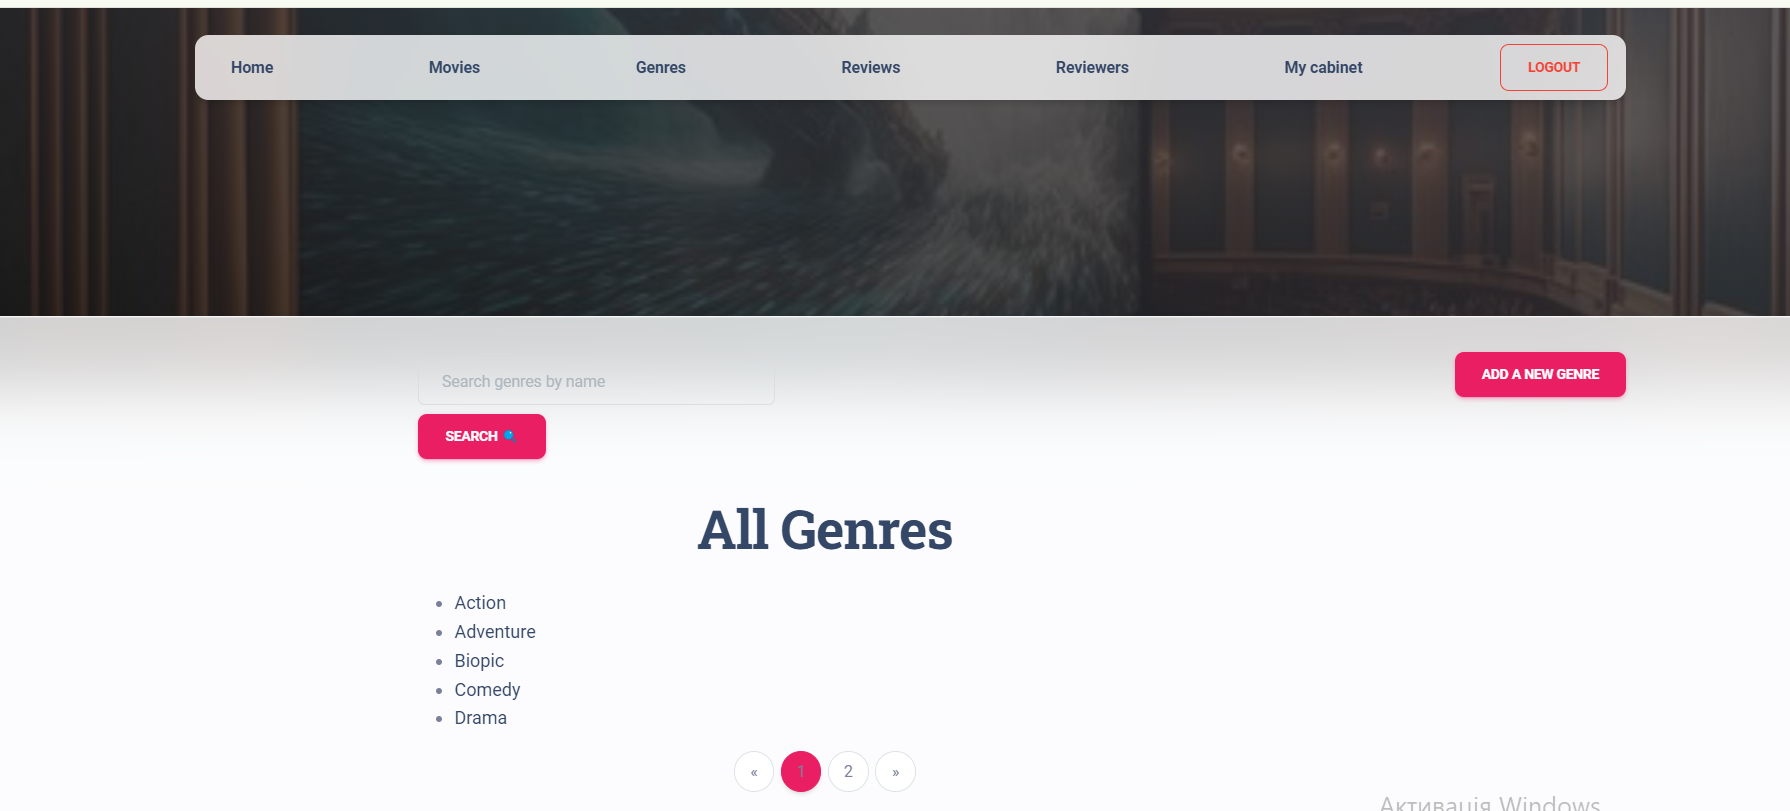 Home Movies Genres Reviews Reviewers My cabinet LOGOUT
Search genres by name
ADD A NEW GENRE
SEARCH
All Genres
Action
Adventure
Biopic
Comedy
Drama
« 1 2 »
Активація Windows